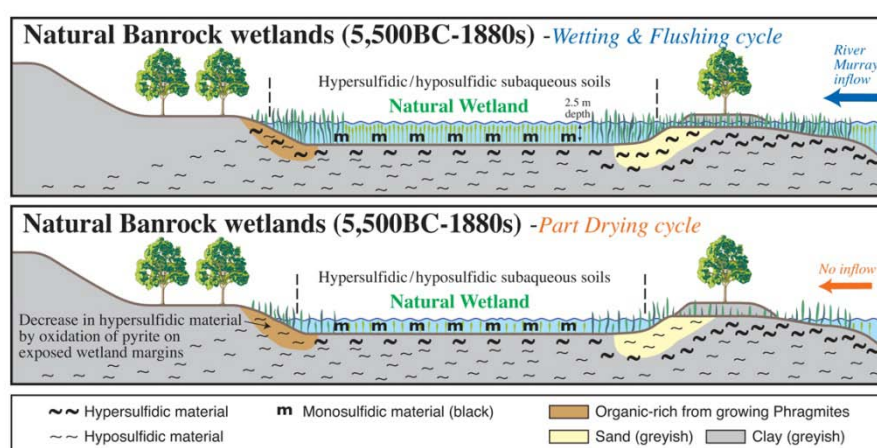 Natural Banrock wetlands (5,500BC-1880s) -Wetting & Flushing cycle
River
Murray
inflow
Hypersulfidic/hyposulfidic subaqueous soils
Natural Wetland
2.5 m
depth
m m m m m m
Natural Banrock wetlands (5,500BC-1880s) -Part Drying cycle
No inflow
Hypersulfidic/hyposulfidic subaqueous soils
Natural Wetland
Decrease in hypersulfidic material
by oxidation of pyrite on
exposed wetland margins
m m m m m m
Hypersulfidic material
m Monosulfidic material (black)
Organic-rich from growing Phragmites
Hyposulfidic material
Sand (greyish)
Clay (greyish)